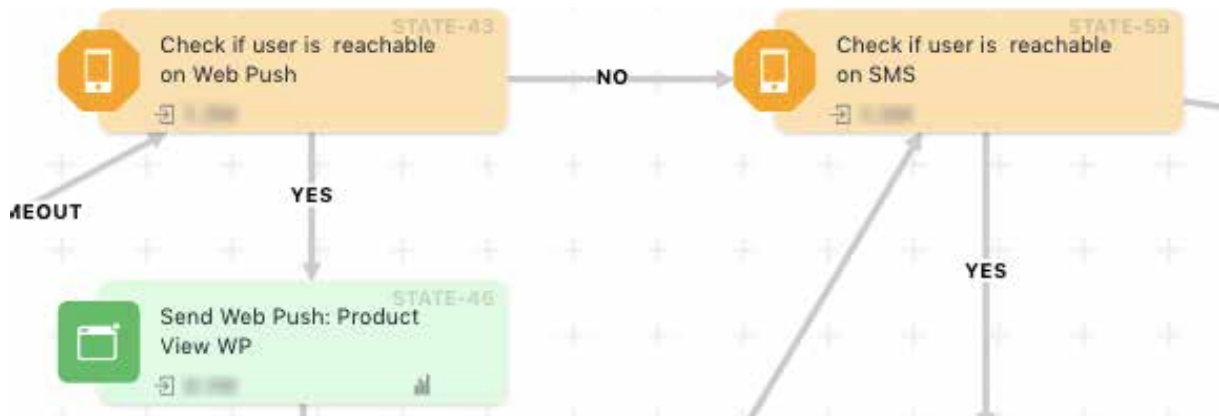 STATE-43
Check if user is reachable
on Web Push
NO
STATE-59
Check if user is reachable
on SMS
MEOUT
YES
YES
STATE-46
Send Web Push: Product
View WP